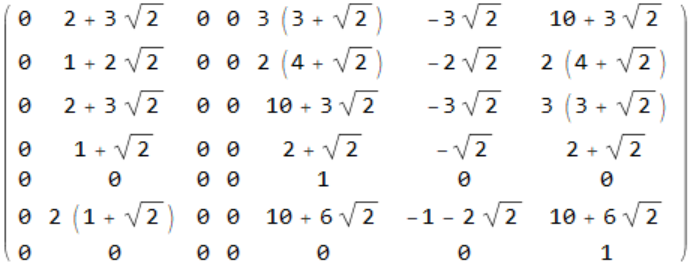 0 2 + 3 √2 0 0 3 (3 + √2) -3 √2 10 + 3 √2
0 1 + 2 √2 0 0 2 (4 + √2) -2 √2 2 (4 + √2)
0 2 + 3 √2 0 0 10 + 3 √2 -3 √2 3 (3 + √2)
0 1 + √2 0 0 2 + √2 -√2 2 + √2
0 0 0 0 1 0 0
0 2 (1 + √2) 0 0 10 + 6 √2 -1 - 2 √2 10 + 6 √2
0 0 0 0 0 0 1